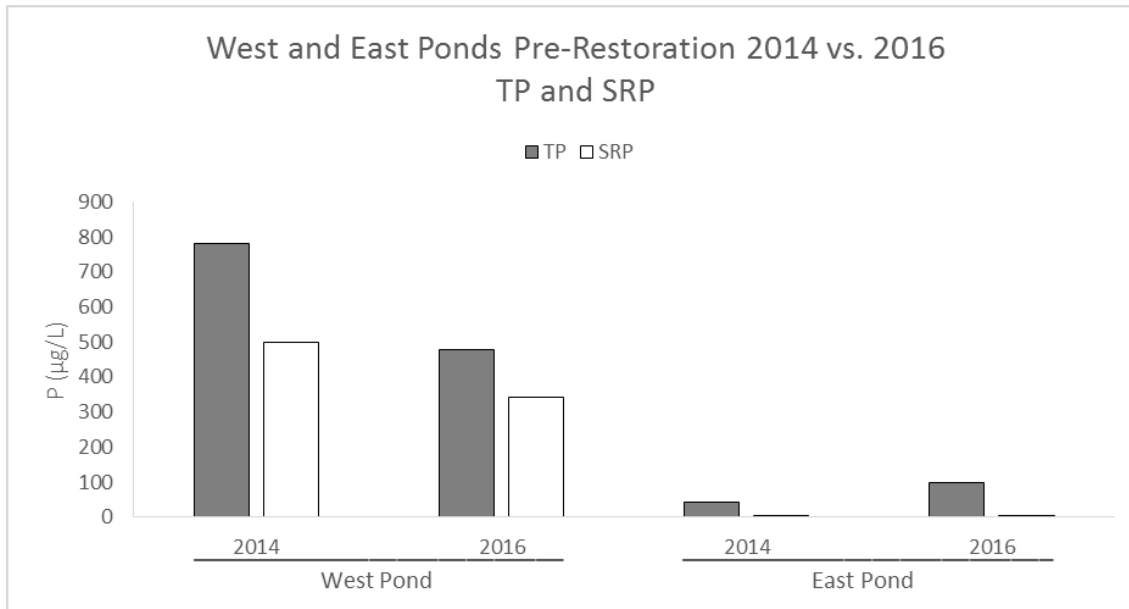 West and East Ponds Pre-Restoration 2014 vs. 2016
TP and SRP
TP SRP
900
800
700
600
500
400
300
200
100
0
P (µg/L)
2014 2016 2014 2016
West Pond East Pond